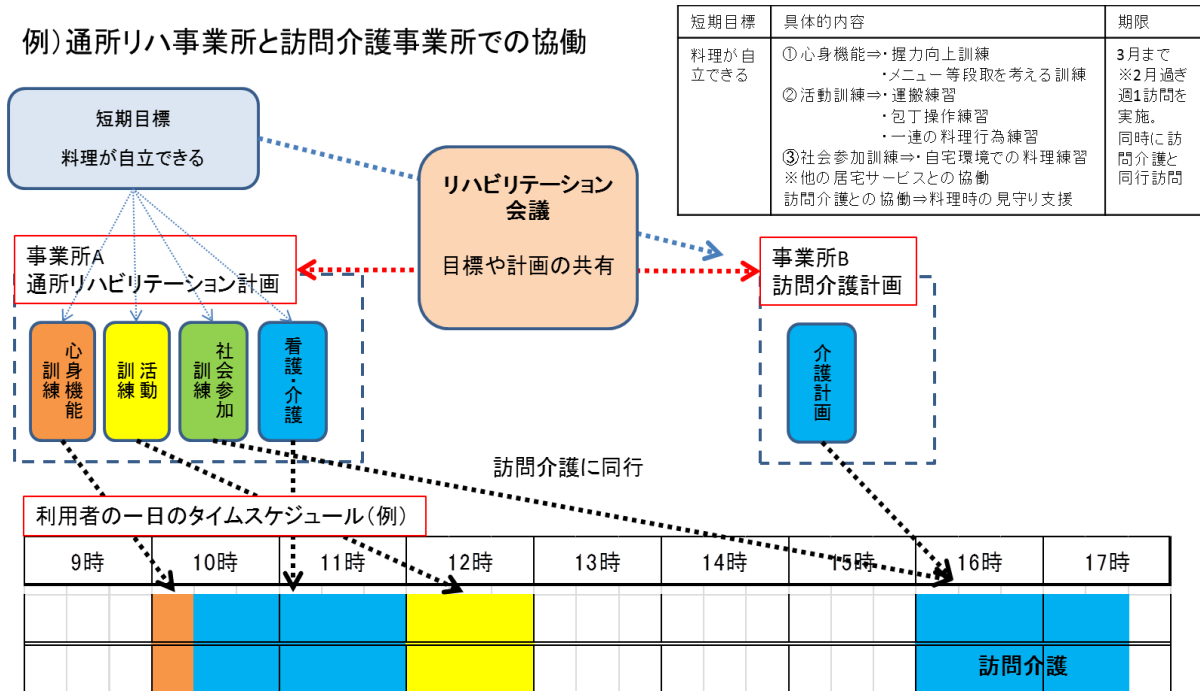 例）通所リハ事業所と訪問介護事業所での協働
短期目標
具体的内容
期限
料理が自
立できる
①心身機能⇒・握力向上訓練
・メニュー等段取を考える訓練
②活動訓練⇒・運搬練習
・包丁操作練習
・一連の料理行為練習
③社会参加訓練⇒・自宅環境での料理練習
※他の居宅サービスとの協働
訪問介護との協働⇒料理時の見守り支援
3月まで
※2月過ぎ
週1訪問を
実施。
同時に訪
問介護と
同行訪問
短期目標
料理が自立できる
リハビリテーション
会議
目標や計画の共有
事業所A
通所リハビリテーション計画
事業所B
訪問介護計画
心身機能
訓練
活動
訓練
社会参加
訓練
看護・介護
介護計画
訪問介護に同行
利用者の一日のタイムスケジュール（例）
9時
10時
11時
12時
13時
14時
15時
16時
17時
訪問介護